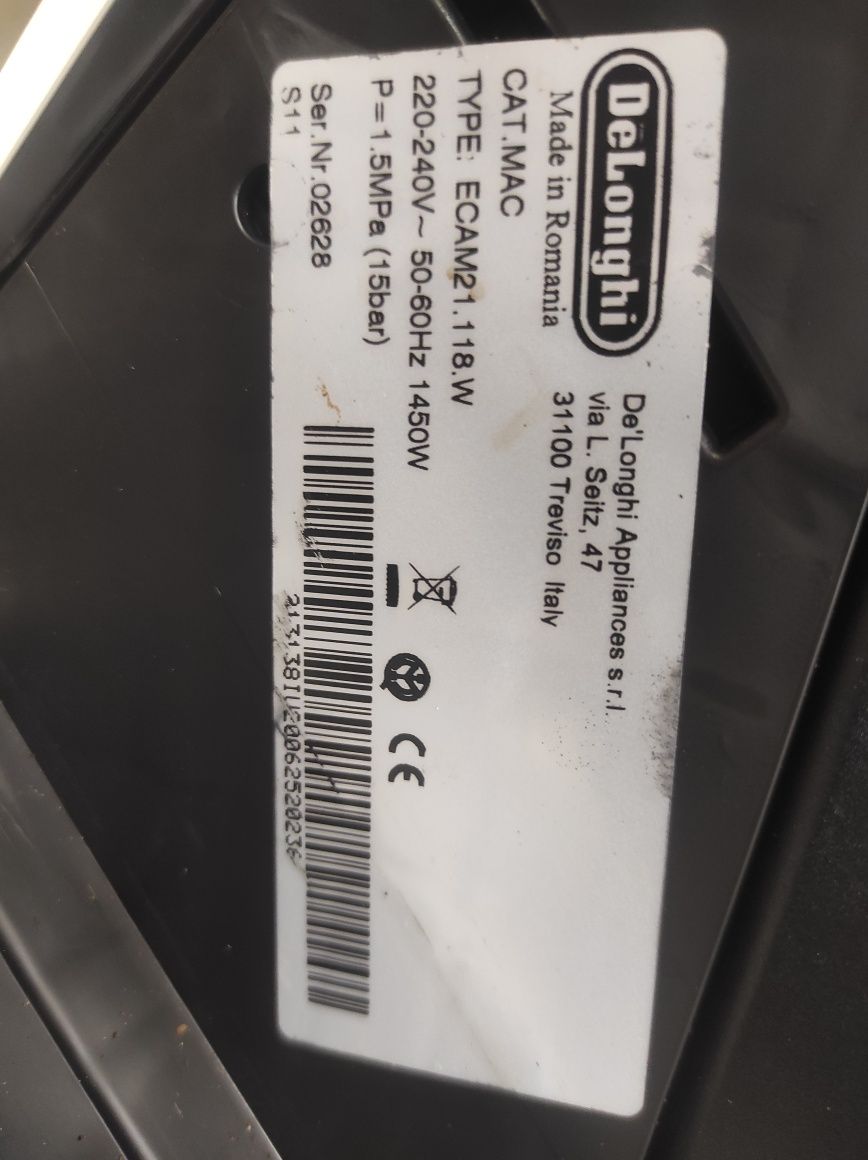 DeLonghi
Made in Romania
De'Longhi Appliances s.r.l.
via L. Seitz, 47
31100 Treviso Italy
CAT.MAC
TYPE: ECAM21.118.W
220-240V~ 50-60Hz 1450W
P=1.5MPa (15bar)
CE
Ser.Nr.02628
S11